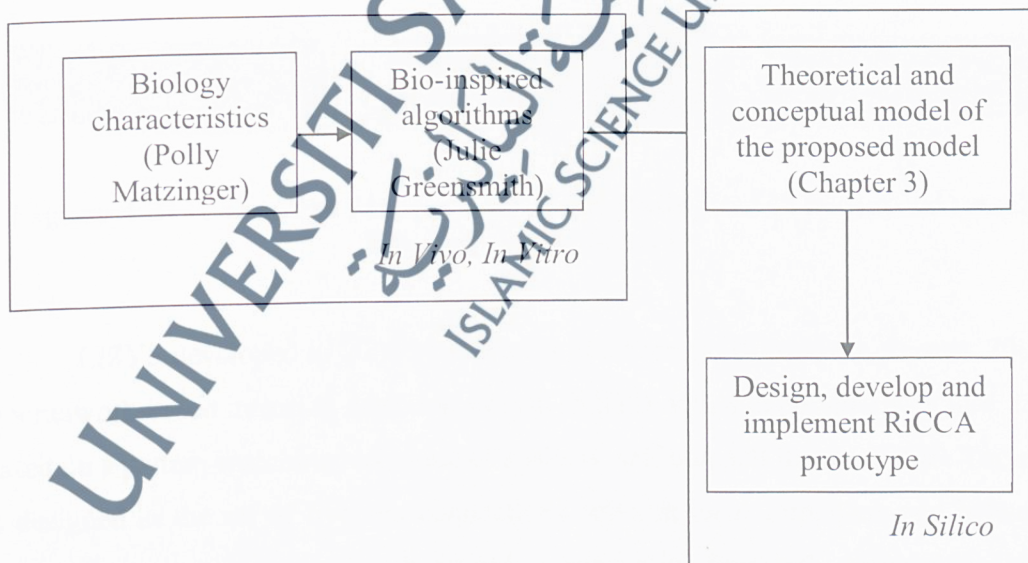 Biology
characteristics
(Polly
Matzinger)
Bio-inspired
algorithms
(Julie
Greensmith)
In Vivo, In Vitro
Theoretical and
conceptual model of
the proposed model
(Chapter 3)
Design, develop and
implement RiCCA
prototype
In Silico
UNIVERSITI SA
ISLAMIC SCIENCE U